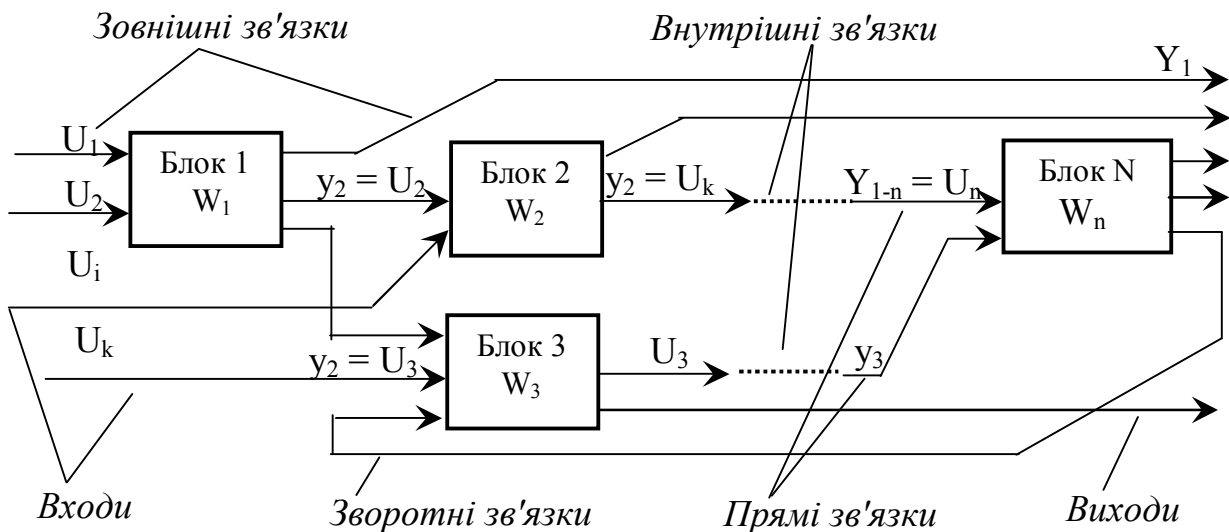 Зовнішні зв'язки
Внутрішні зв'язки
Y₁
U₁
Блок 1
W₁
U₂
y₂ = U₂
Блок 2
W₂
y₂ = Uₖ
Y₁₋ₙ = Uₙ
Блок N
Wₙ
Uᵢ
Uₖ
y₂ = U₃
Блок 3
W₃
U₃
y₃
Входи
Зворотні зв'язки
Прямі зв'язки
Виходи